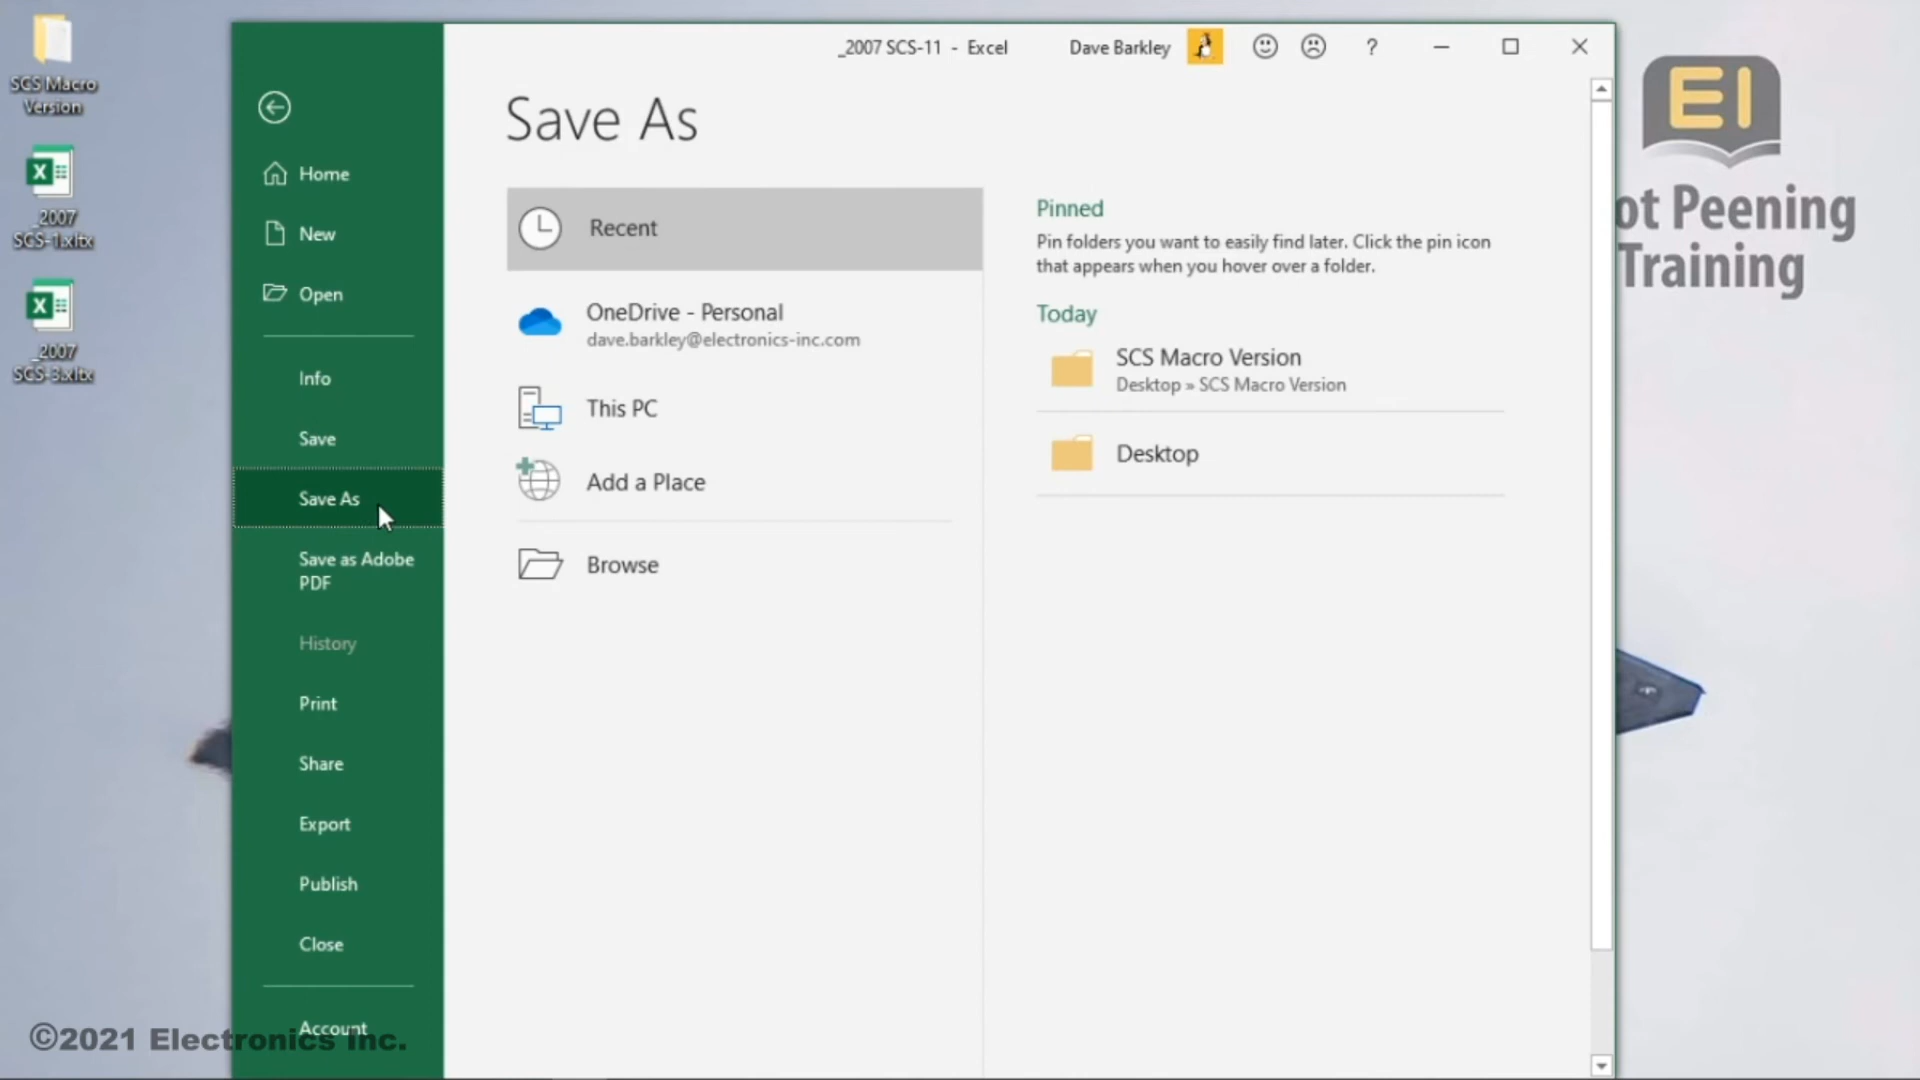 SCS Macro
Version
_2007
SCS-1.xltx
_2007
SCS-3.xltx
_2007 SCS-11 - Excel
Dave Barkley
?
Home
New
Open
Info
Save
Save As
Save as Adobe
PDF
History
Print
Share
Export
Publish
Close
Account
Save As
Recent
OneDrive - Personal
dave.barkley@electronics-inc.com
This PC
Add a Place
Browse
Pinned
Pin folders you want to easily find later. Click the pin icon
that appears when you hover over a folder.
Today
SCS Macro Version
Desktop » SCS Macro Version
Desktop
EI
ot Peening
Training
©2021 Electronics Inc.